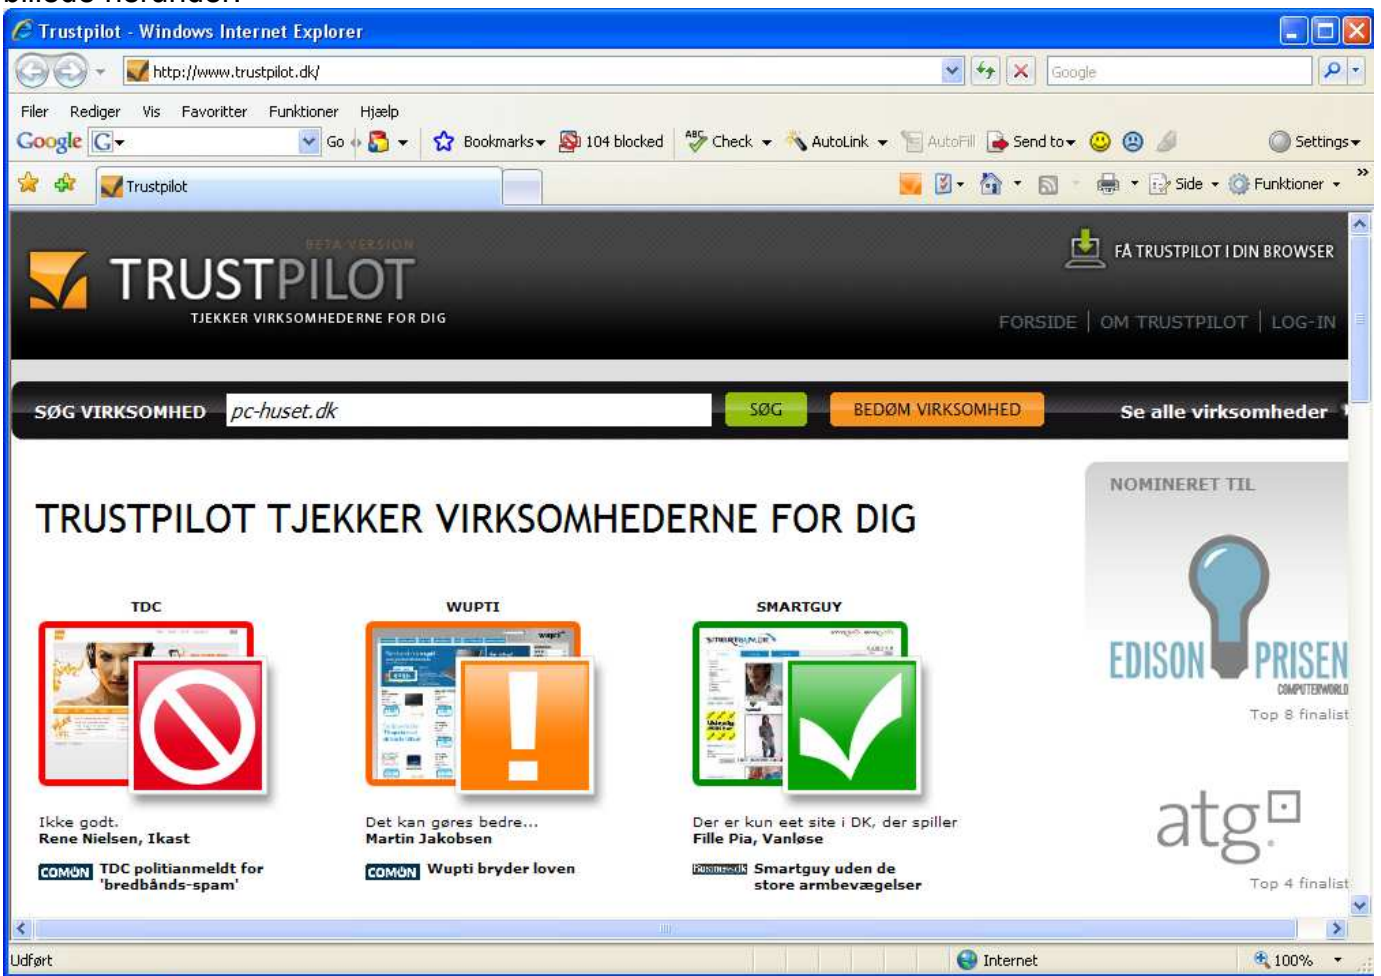 billede herunder:
Trustpilot - Windows Internet Explorer
http://www.trustpilot.dk/
Google
Filer Rediger Vis Favoritter Funktioner Hjælp
Google G Go Bookmarks 104 blocked ABC Check AutoLink AutoFill Send to Settings
Trustpilot Side Funktioner »
BETA VERSION
TRUSTPILOT
TJEKKER VIRKSOMHEDERNE FOR DIG
FÅ TRUSTPILOT I DIN BROWSER
FORSIDE | OM TRUSTPILOT | LOG-IN
SØG VIRKSOMHED pc-huset.dk SØG BEDØM VIRKSOMHED Se alle virksomheder
TRUSTPILOT TJEKKER VIRKSOMHEDERNE FOR DIG
TDC
Ikke godt.
Rene Nielsen, Ikast
COMON TDC politianmeldt for
'bredbånds-spam'
WUPTI
wupti
Det kan gøres bedre...
Martin Jakobsen
COMON Wupti bryder loven
SMARTGUY
Der er kun eet site i DK, der spiller
Fille Pia, Vanløse
Smartguy uden de
store armbevægelser
NOMINERET TIL
EDISON PRISEN
COMPUTERWORLD
Top 8 finalist
atg.
Top 4 finalist
Udført Internet 100%